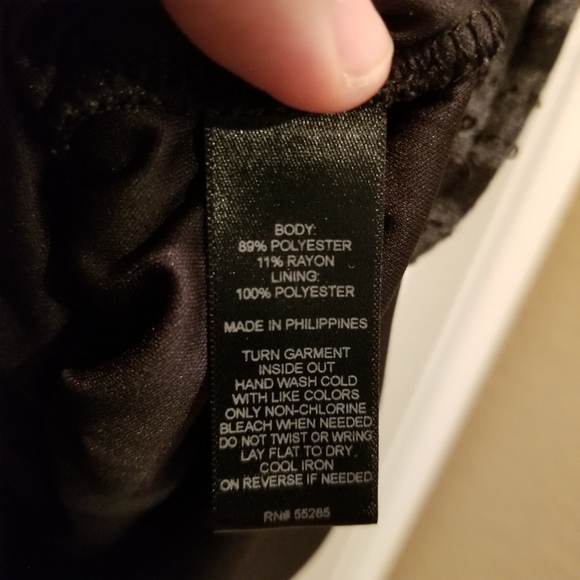 BODY:
89% POLYESTER
11% RAYON
LINING:
100% POLYESTER
MADE IN PHILIPPINES
TURN GARMENT
INSIDE OUT
HAND WASH COLD
WITH LIKE COLORS
ONLY NON-CHLORINE
BLEACH WHEN NEEDED
DO NOT TWIST OR WRING
LAY FLAT TO DRY
COOL IRON
ON REVERSE IF NEEDED
RN# 55285